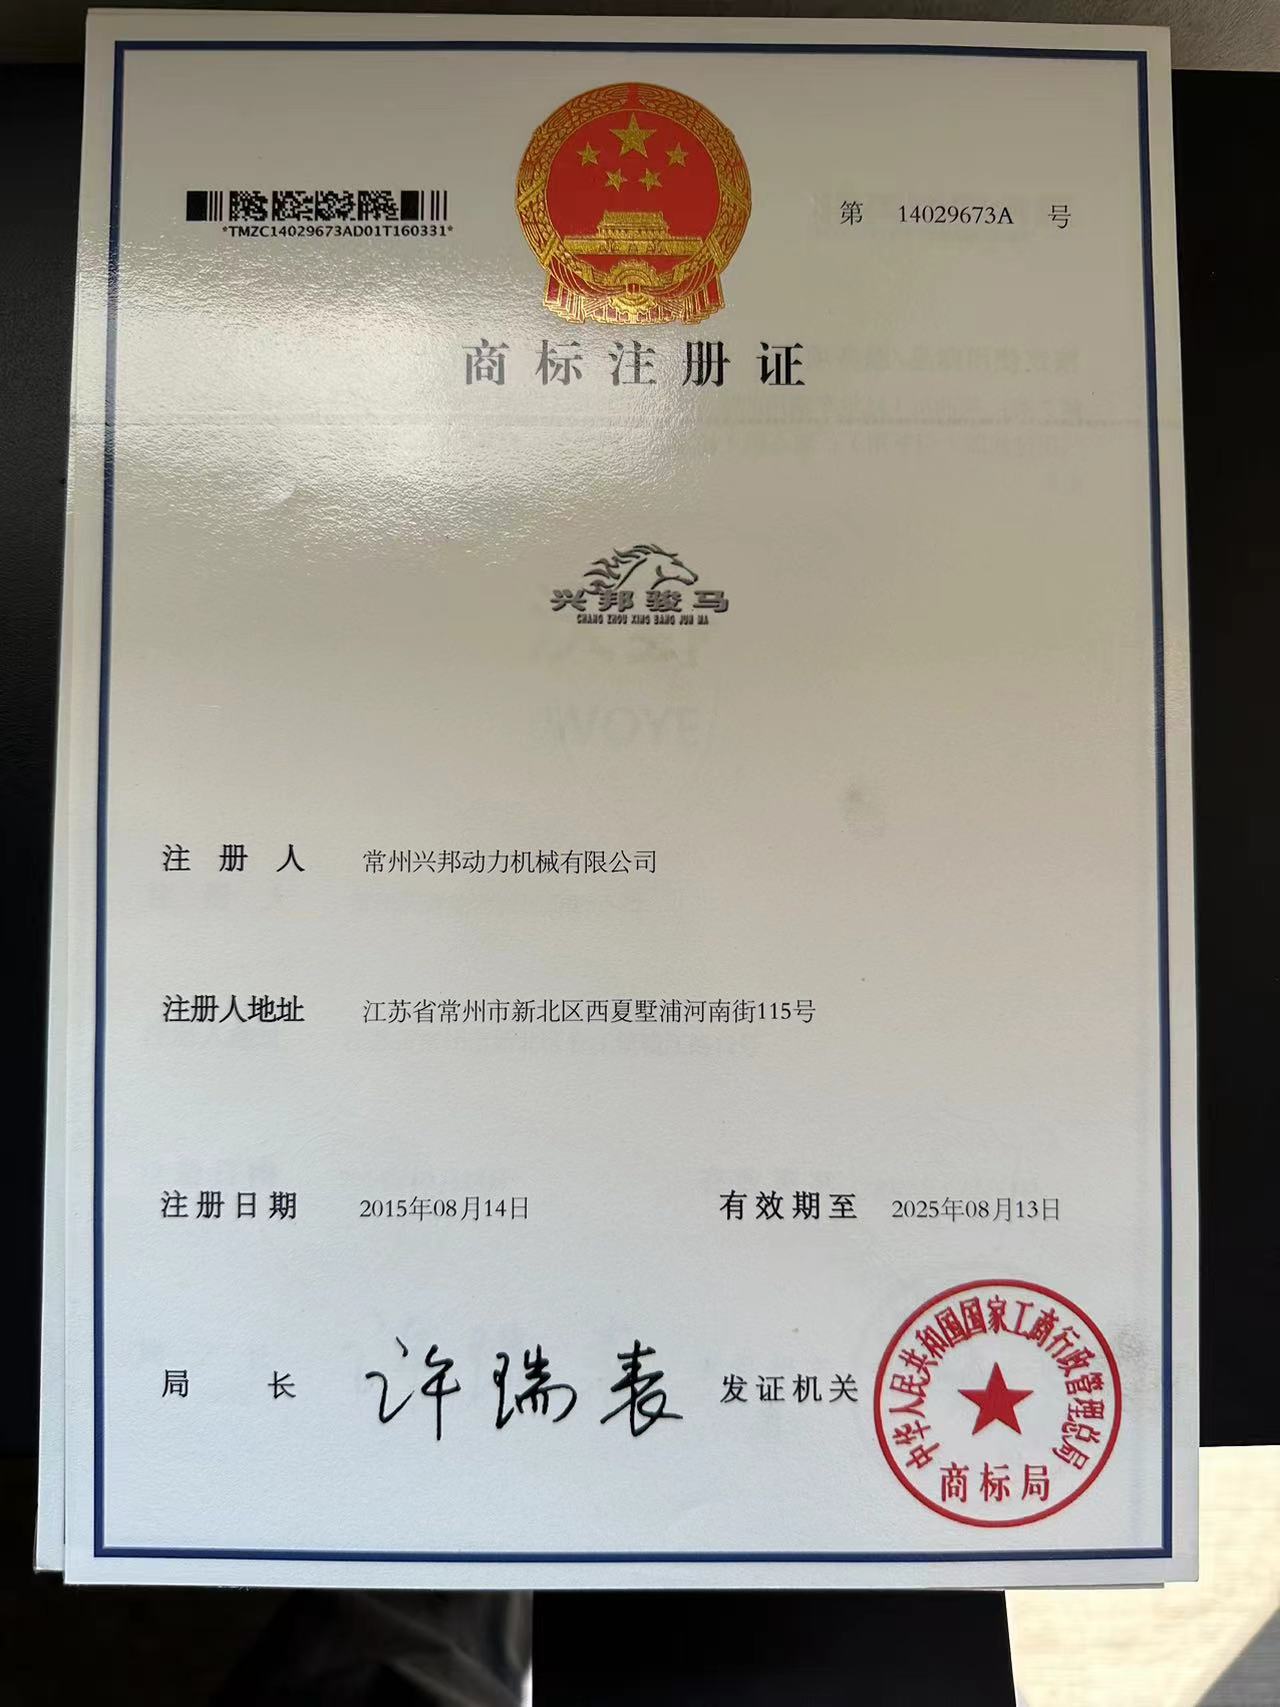 *TMZC14029673AD01T160331*
第 14029673A 号
商标注册证
兴邦骏马
CHANG ZHOU XING BANG JUN MA
注册人 常州兴邦动力机械有限公司
注册人地址 江苏省常州市新北区西夏墅浦河南街115号
注册日期 2015年08月14日 有效期至 2025年08月13日
局长 许瑞表 发证机关
中华人民共和国国家工商行政管理总局
商标局